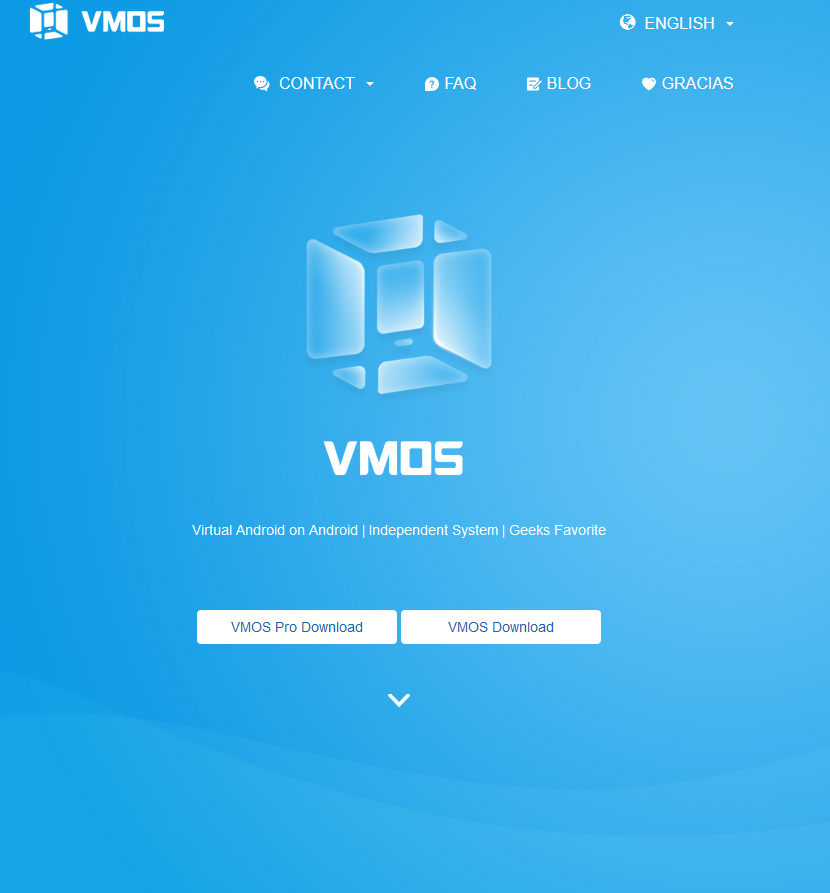 VMOS
ENGLISH
CONTACT FAQ BLOG GRACIAS
VMOS
Virtual Android on Android | Independent System | Geeks Favorite
VMOS Pro Download VMOS Download